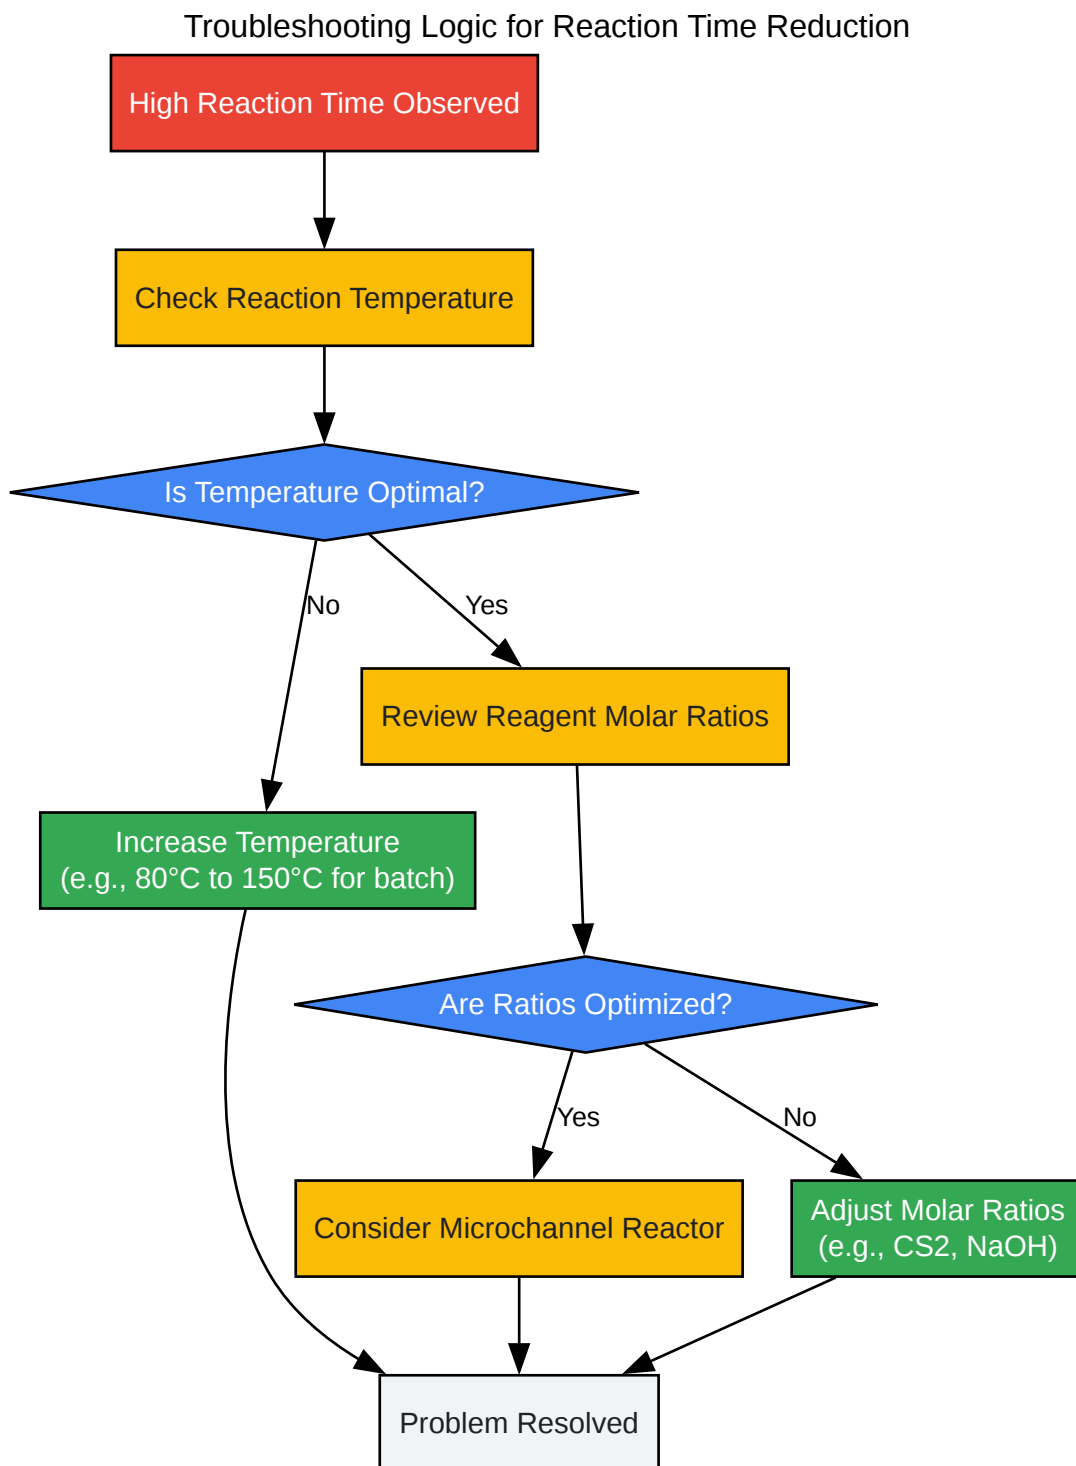 Troubleshooting Logic for Reaction Time Reduction
High Reaction Time Observed
Check Reaction Temperature
Is Temperature Optimal?
No
Yes
Review Reagent Molar Ratios
Increase Temperature
(e.g., 80°C to 150°C for batch)
Are Ratios Optimized?
Yes
No
Consider Microchannel Reactor
Adjust Molar Ratios
(e.g., CS2, NaOH)
Problem Resolved